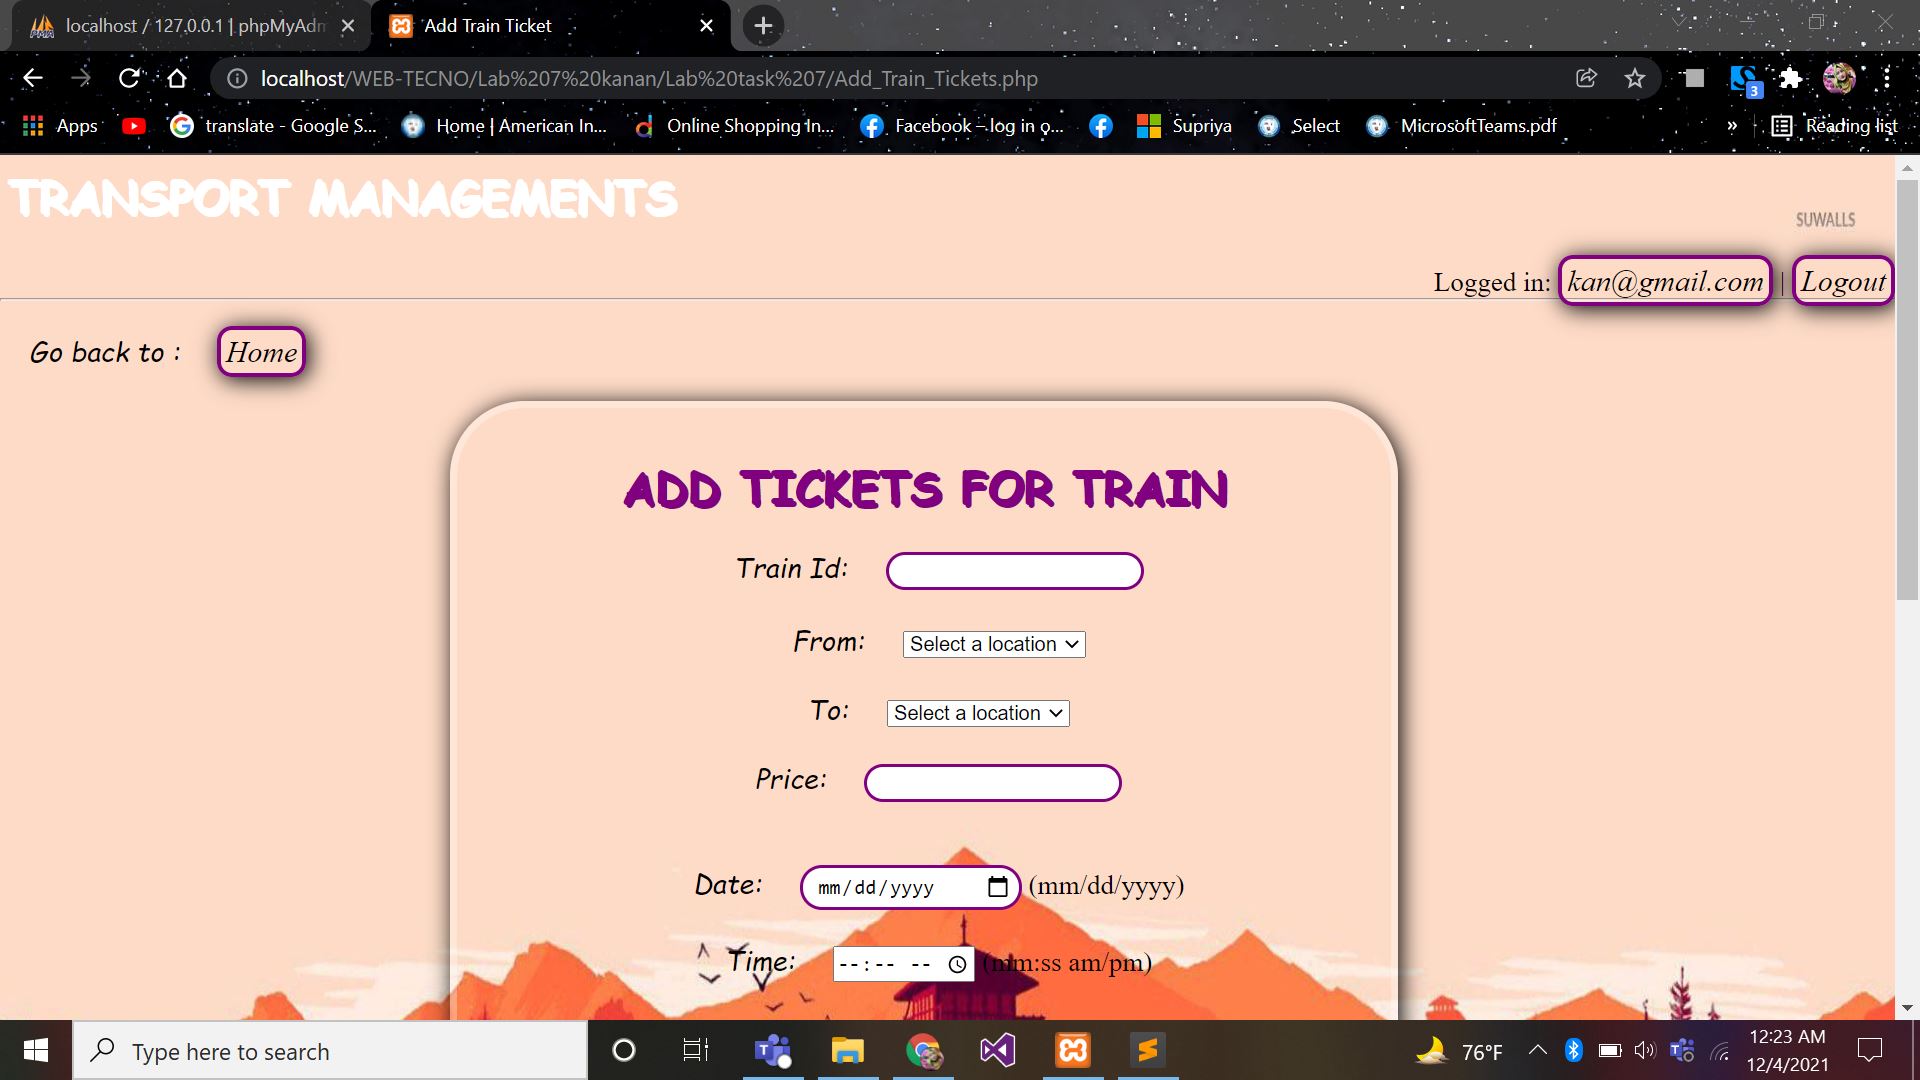 localhost / 127.0.0.1 | phpMyAdm
Add Train Ticket
localhost/WEB-TECNO/Lab%207%20kanan/Lab%20task%207/Add_Train_Tickets.php
3
Apps
translate - Google S...
Home | American In...
Online Shopping In...
Facebook – log in o...
Supriya
Select
MicrosoftTeams.pdf
»
Reading list
TRANSPORT MANAGEMENTS
SUWALLS
Logged in: kan@gmail.com | Logout
Go back to : Home
ADD TICKETS FOR TRAIN
Train Id:
From: Select a location
To: Select a location
Price:
Date: mm/dd/yyyy (mm/dd/yyyy)
Time: --:-- -- (mm:ss am/pm)
Type here to search
76°F
12:23 AM
12/4/2021